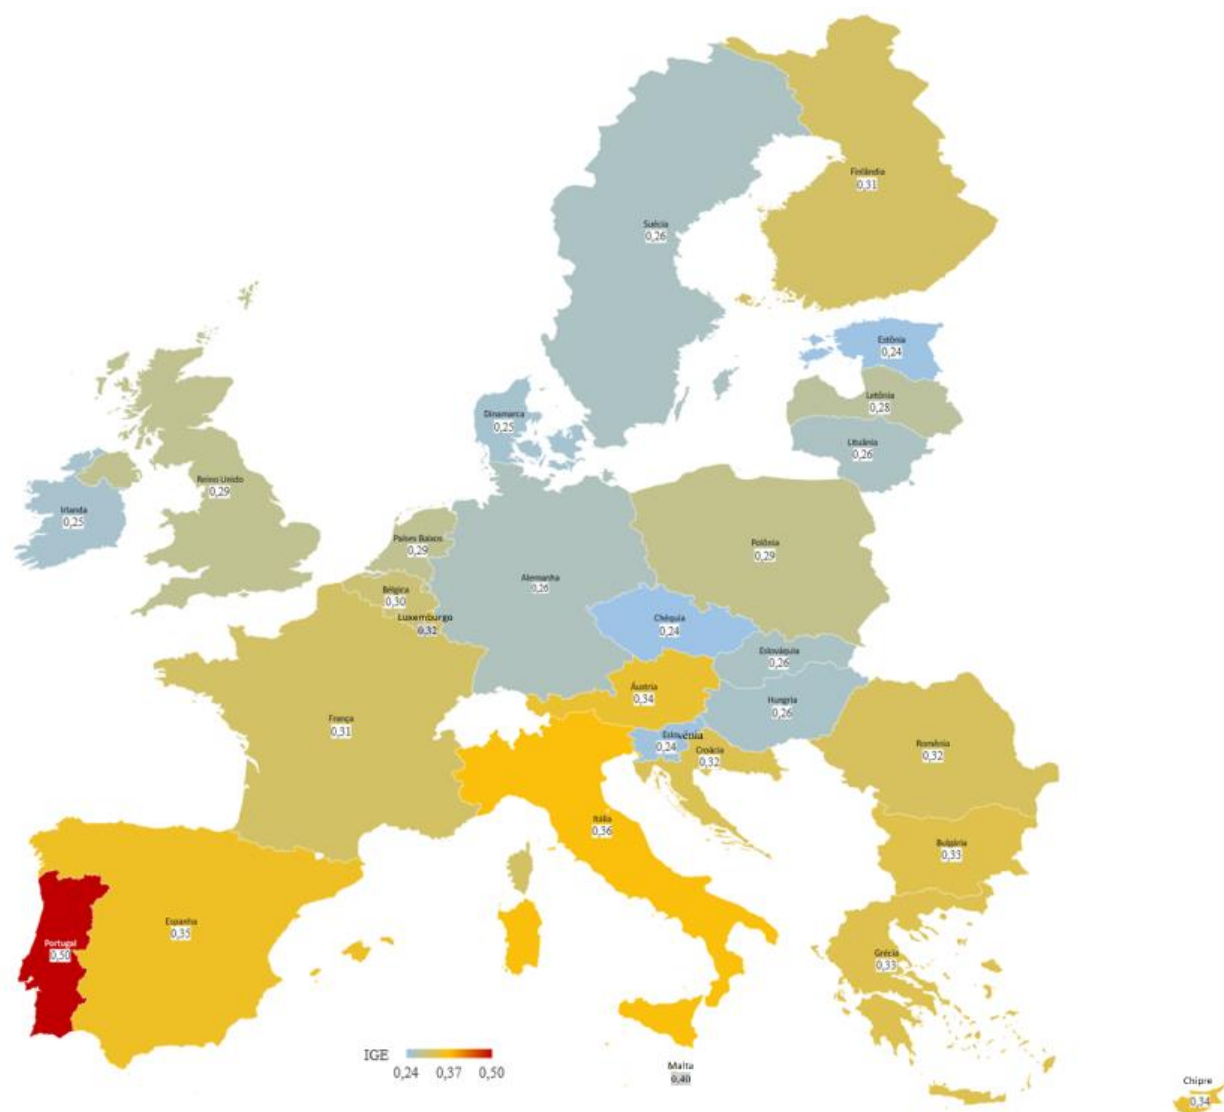 Finlândia
0,31
Suécia
0,26
Estônia
0,24
Letônia
0,28
Lituânia
0,26
Dinamarca
0,25
Reino Unido
0,29
Irlanda
0,25
Países Baixos
0,29
Polônia
0,29
Alemanha
0,26
Bélgica
0,30
Luxemburgo
0,32
Chéquia
0,24
Eslováquia
0,26
Áustria
0,34
Hungria
0,26
França
0,31
Eslovénia
0,24
Croácia
0,32
Romênia
0,32
Itália
0,36
Bulgária
0,33
Espanha
0,35
Portugal
0,50
Grécia
0,33
IGE
0,24 0,37 0,50
Malta
0,40
Chipre
0,34